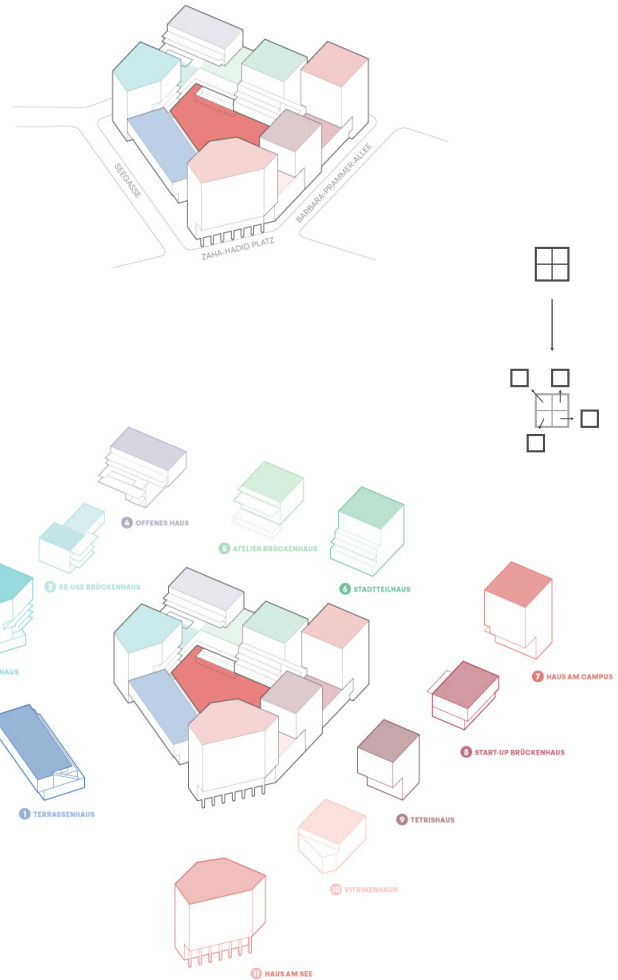 SEEGASSE
BARBARA-PRAMMER-ALLEE
ZAHA-HADID PLATZ
4 OFFENES HAUS
5 ATELIER BRÜCKENHAUS
3 RE-USE BRÜCKENHAUS
6 STADTTEILHAUS
HAUS
7 HAUS AM CAMPUS
8 START-UP BRÜCKENHAUS
1 TERRASSENHAUS
9 TETRISHAUS
10 VITRINENHAUS
11 HAUS AM SEE